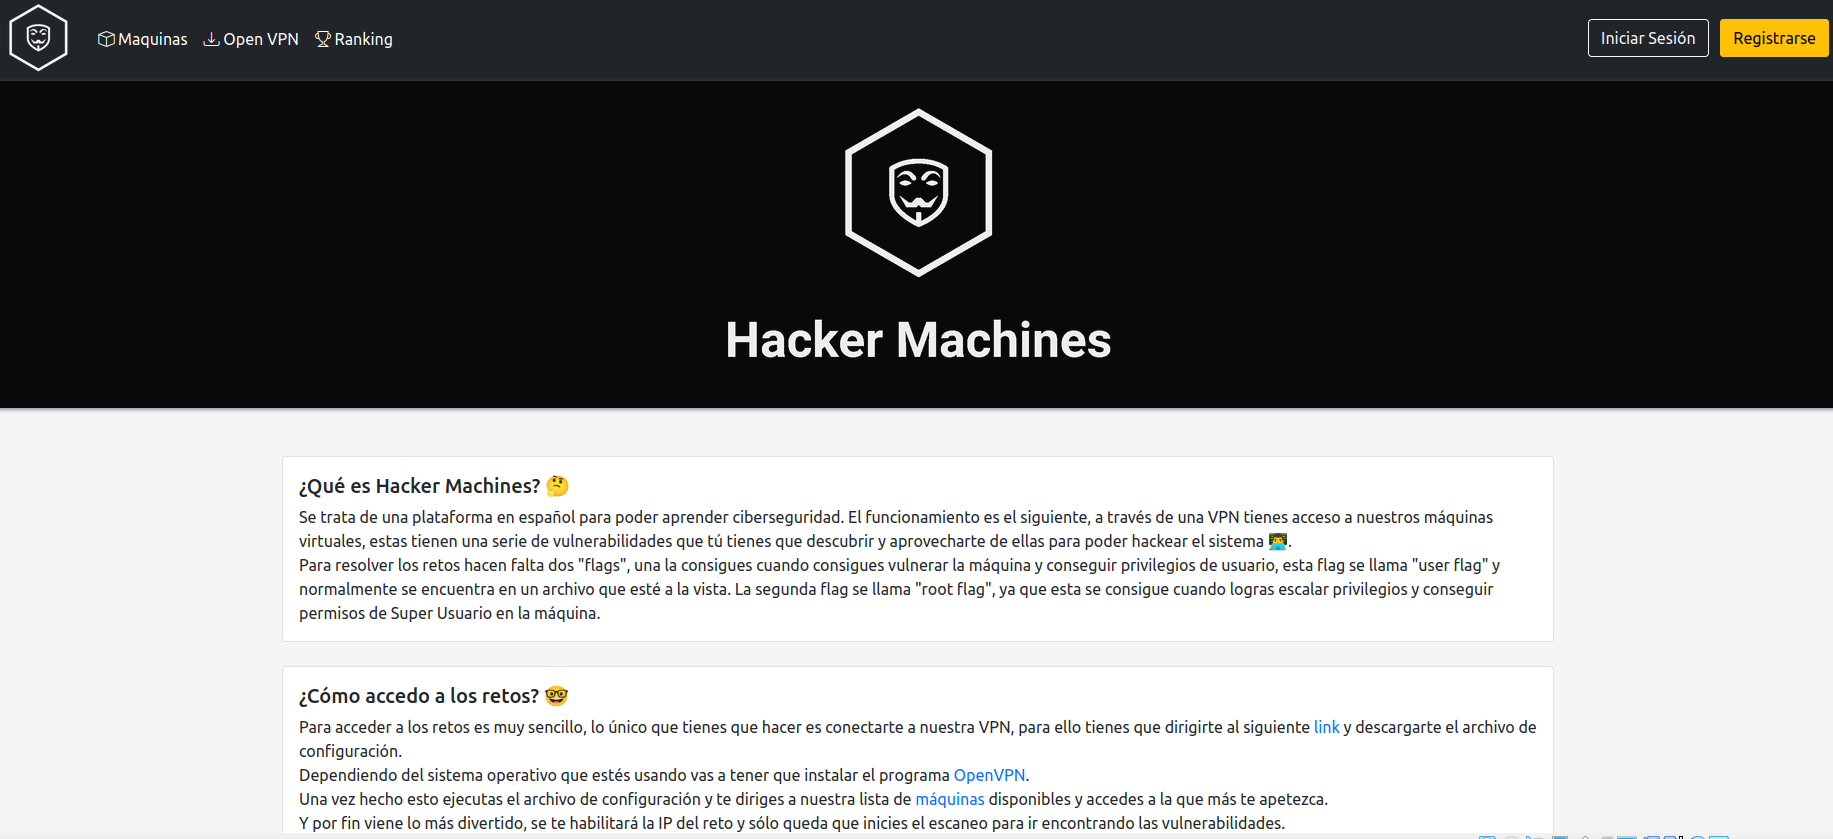 Maquinas Open VPN Ranking Iniciar Sesión Registrarse
Hacker Machines
¿Qué es Hacker Machines? 🤔
Se trata de una plataforma en español para poder aprender ciberseguridad. El funcionamiento es el siguiente, a través de una VPN tienes acceso a nuestros máquinas
virtuales, estas tienen una serie de vulnerabilidades que tú tienes que descubrir y aprovecharte de ellas para poder hackear el sistema 👨‍💻.
Para resolver los retos hacen falta dos "flags", una la consigues cuando consigues vulnerar la máquina y conseguir privilegios de usuario, esta flag se llama "user flag" y
normalmente se encuentra en un archivo que esté a la vista. La segunda flag se llama "root flag", ya que esta se consigue cuando logras escalar privilegios y conseguir
permisos de Super Usuario en la máquina.
¿Cómo accedo a los retos? 🤓
Para acceder a los retos es muy sencillo, lo único que tienes que hacer es conectarte a nuestra VPN, para ello tienes que dirigirte al siguiente link y descargarte el archivo de
configuración.
Dependiendo del sistema operativo que estés usando vas a tener que instalar el programa OpenVPN.
Una vez hecho esto ejecutas el archivo de configuración y te diriges a nuestra lista de máquinas disponibles y accedes a la que más te apetezca.
Y por fin viene lo más divertido, se te habilitará la IP del reto y sólo queda que inicies el escaneo para ir encontrando las vulnerabilidades.